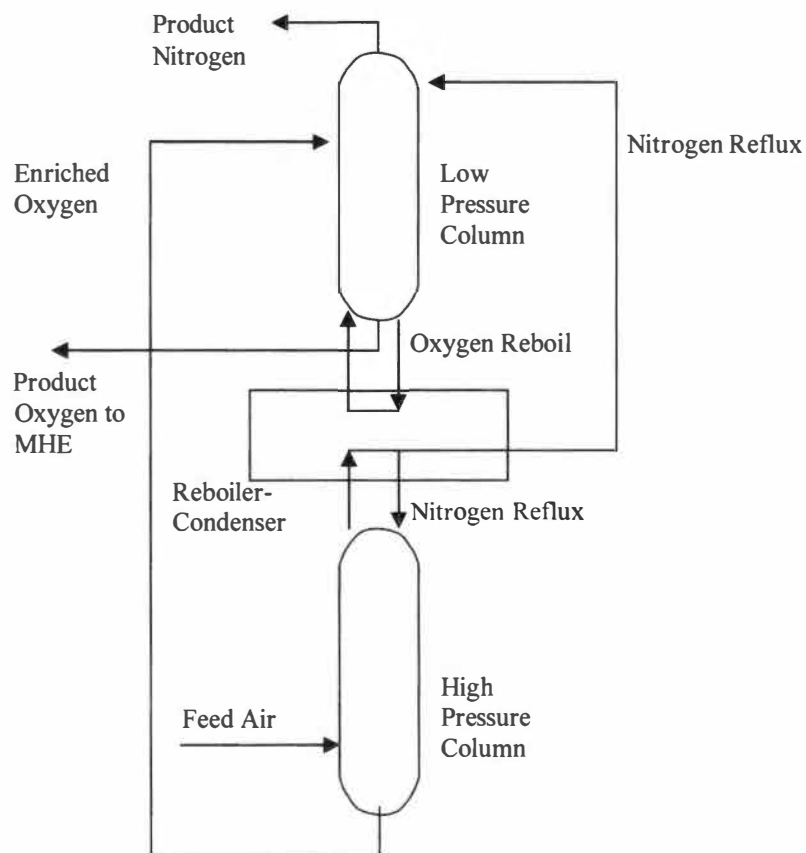 Product
Nitrogen
Nitrogen Reflux
Enriched
Oxygen
Low
Pressure
Column
Oxygen Reboil
Product
Oxygen to
MHE
Reboiler-
Condenser
Nitrogen Reflux
High
Pressure
Column
Feed Air